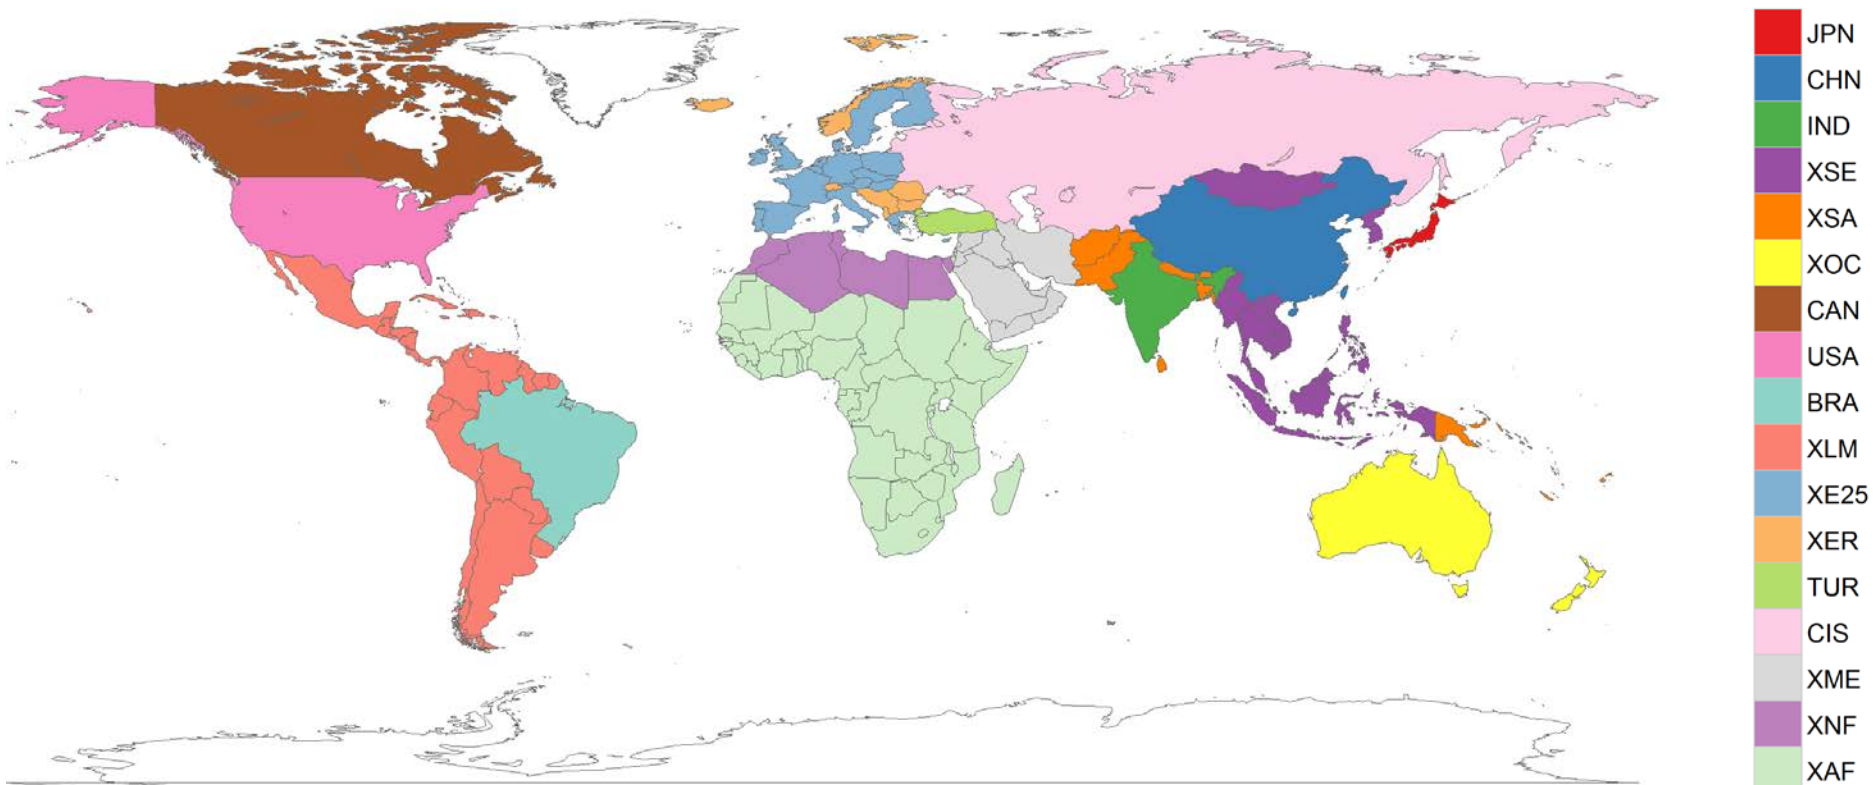 JPN
CHN
IND
XSE
XSA
XOC
CAN
USA
BRA
XLM
XE25
XER
TUR
CIS
XME
XNF
XAF